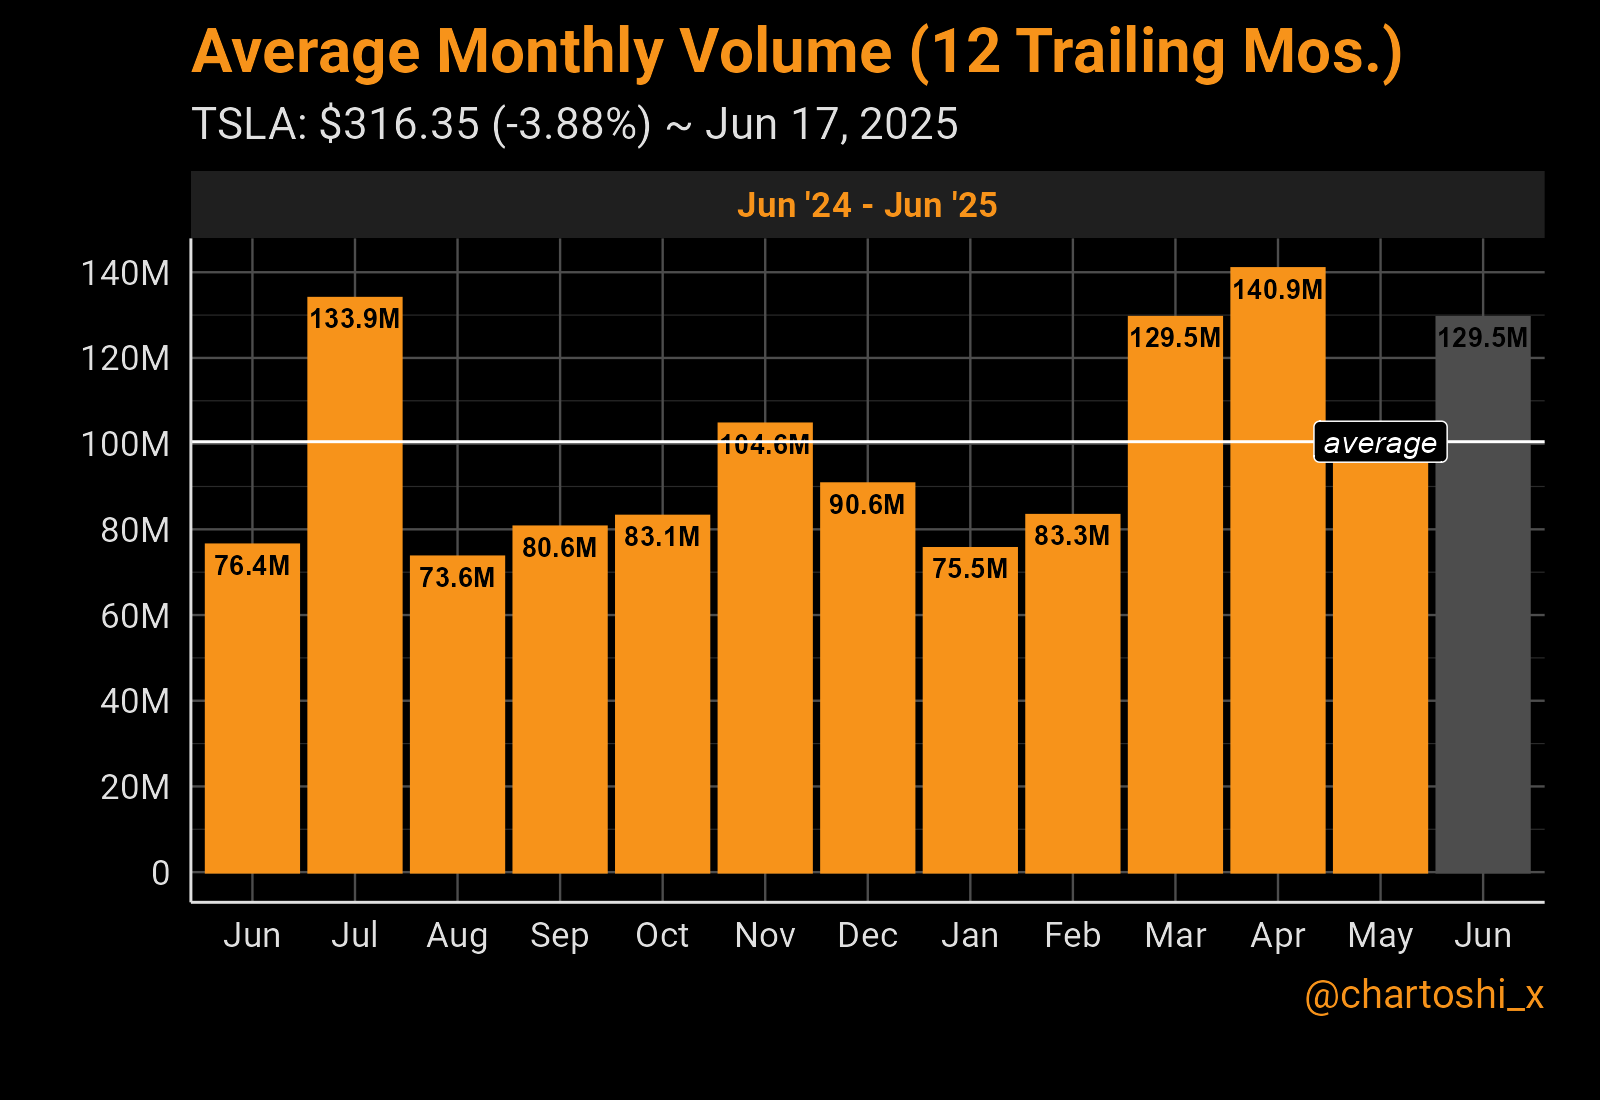 Average Monthly Volume (12 Trailing Mos.)
TSLA: $316.35 (-3.88%) ~ Jun 17, 2025
Jun '24 - Jun '25
140M
120M
100M
80M
60M
40M
20M
0
76.4M
133.9M
73.6M
80.6M
83.1M
104.6M
90.6M
75.5M
83.3M
129.5M
140.9M
average
129.5M
Jun Jul Aug Sep Oct Nov Dec Jan Feb Mar Apr May Jun
@chartoshi_x